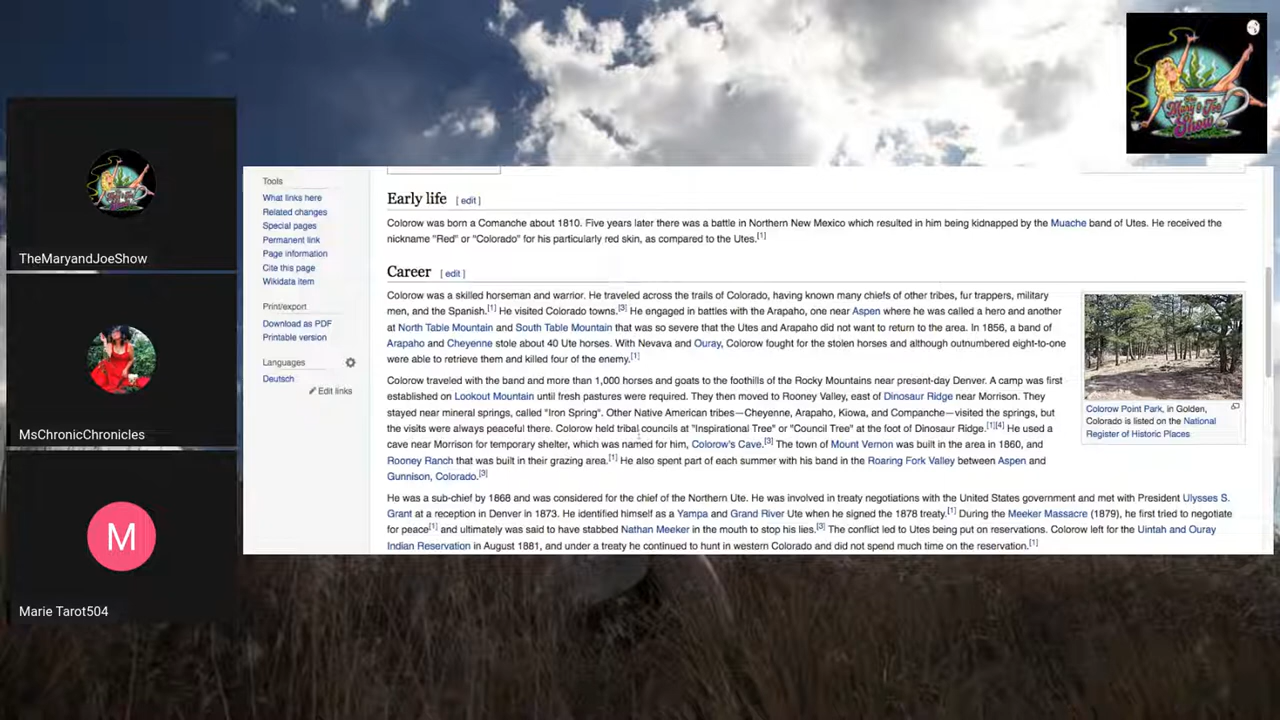 TheMaryandJoeShow
MsChronicChronicles
M
Marie Tarot504
The
Mary & Joe
Show
Tools
What links here
Related changes
Special pages
Permanent link
Page information
Cite this page
Wikidata item
Print/export
Download as PDF
Printable version
Languages
Deutsch
Edit links
Early life [ edit ]
Colorow was born a Comanche about 1810. Five years later there was a battle in Northern New Mexico which resulted in him being kidnapped by the Muache band of Utes. He received the
nickname "Red" or "Colorado" for his particularly red skin, as compared to the Utes.[1]
Career [ edit ]
Colorow was a skilled horseman and warrior. He traveled across the trails of Colorado, having known many chiefs of other tribes, fur trappers, military
men, and the Spanish.[1] He visited Colorado towns.[3] He engaged in battles with the Arapaho, one near Aspen where he was called a hero and another
at North Table Mountain and South Table Mountain that was so severe that the Utes and Arapaho did not want to return to the area. In 1856, a band of
Arapaho and Cheyenne stole about 40 Ute horses. With Nevava and Ouray, Colorow fought for the stolen horses and although outnumbered eight-to-one
were able to retrieve them and killed four of the enemy.[1]
Colorow traveled with the band and more than 1,000 horses and goats to the foothills of the Rocky Mountains near present-day Denver. A camp was first
established on Lookout Mountain until fresh pastures were required. They then moved to Rooney Valley, east of Dinosaur Ridge near Morrison. They
stayed near mineral springs, called "Iron Spring". Other Native American tribes—Cheyenne, Arapaho, Kiowa, and Companche—visited the springs, but
the visits were always peaceful there. Colorow held tribal councils at "Inspirational Tree" or "Council Tree" at the foot of Dinosaur Ridge.[1][4] He used a
cave near Morrison for temporary shelter, which was named for him, Colorow's Cave.[3] The town of Mount Vernon was built in the area in 1860, and
Rooney Ranch that was built in their grazing area.[1] He also spent part of each summer with his band in the Roaring Fork Valley between Aspen and
Gunnison, Colorado.[3]
He was a sub-chief by 1868 and was considered for the chief of the Northern Ute. He was involved in treaty negotiations with the United States government and met with President Ulysses S.
Grant at a reception in Denver in 1873. He identified himself as a Yampa and Grand River Ute when he signed the 1878 treaty.[1] During the Meeker Massacre (1879), he first tried to negotiate
for peace[1] and ultimately was said to have stabbed Nathan Meeker in the mouth to stop his lies.[3] The conflict led to Utes being put on reservations. Colorow left for the Uintah and Ouray
Indian Reservation in August 1881, and under a treaty he continued to hunt in western Colorado and did not spend much time on the reservation.[1]
Colorow Point Park, in Golden,
Colorado is listed on the National
Register of Historic Places